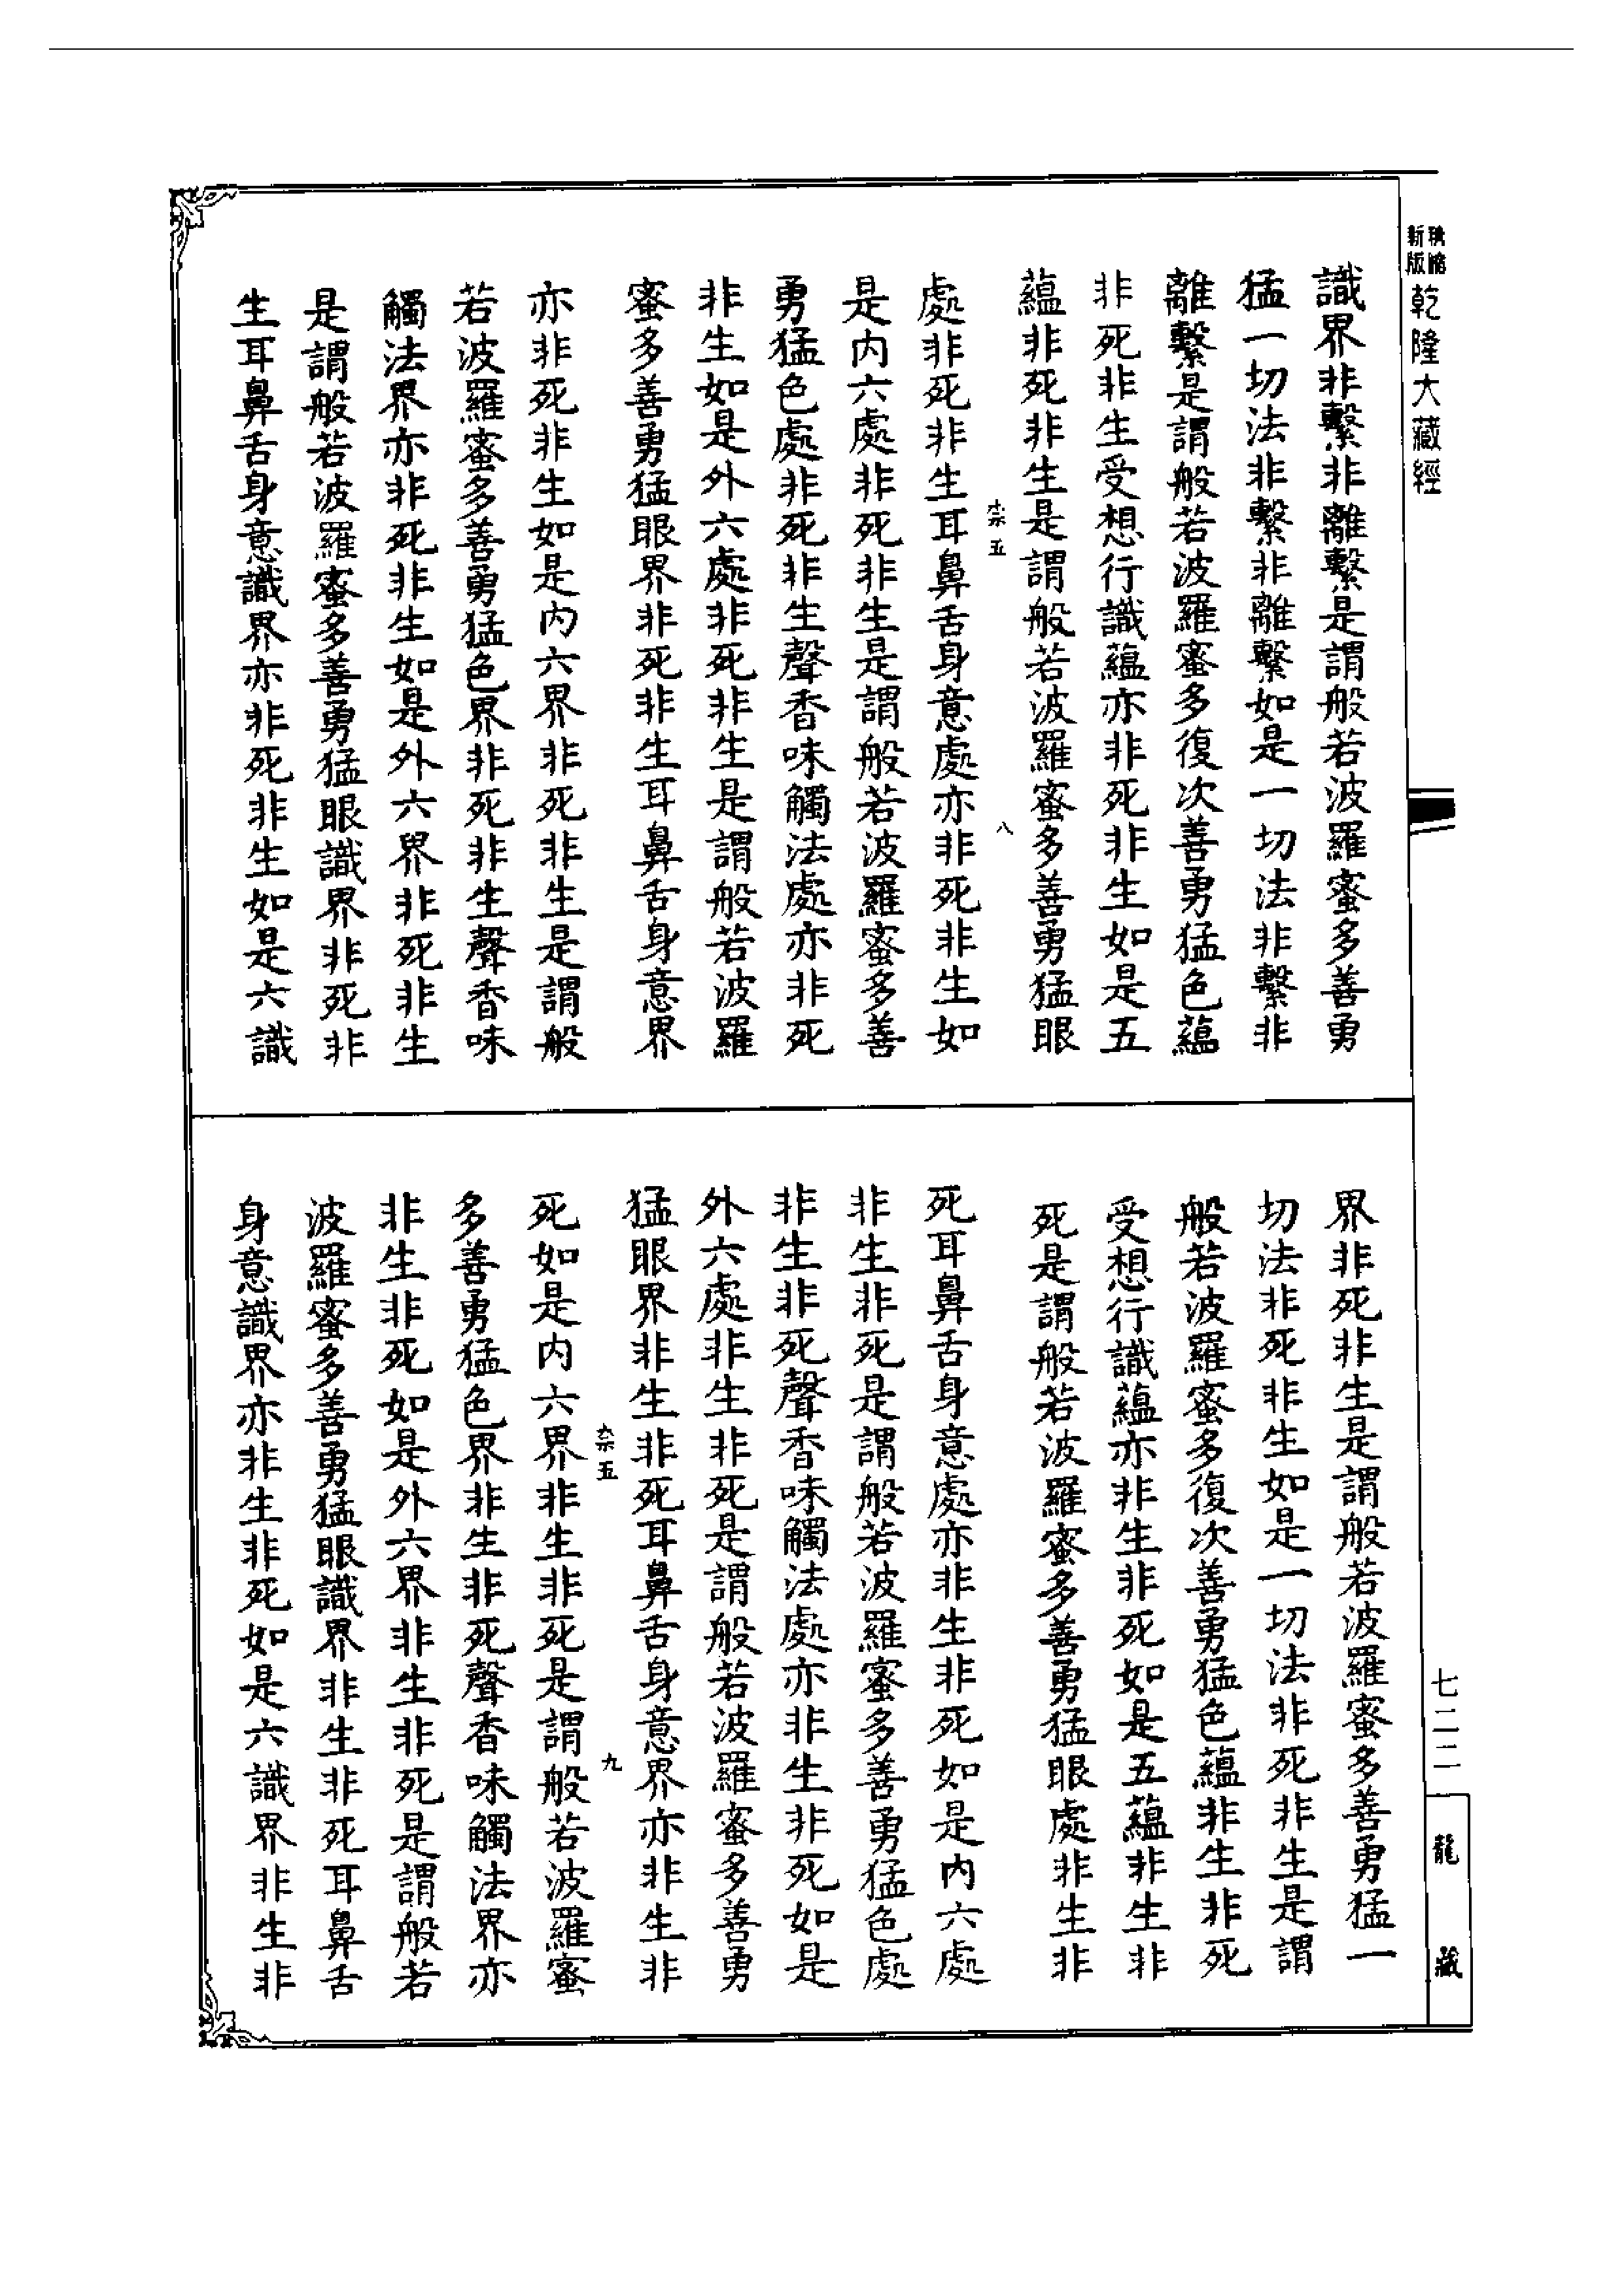 新版
乾隆大藏經
識界非繫非離繫是謂般若波羅蜜多善勇
猛一切法非繫非離繫如是一切法非繫非
離繫是謂般若波羅蜜多復次善勇猛色蘊
非死非生受想行識蘊亦非死非生如是五
蘊非死非生是謂般若波羅蜜多善勇猛眼
五 八
處非死非生耳鼻舌身意處亦非死非生如
是内六處非死非生是謂般若波羅蜜多善
勇猛色處非死非生聲香味觸法處亦非死
非生如是外六處非死非生是謂般若波羅
蜜多善勇猛眼界非死非生耳鼻舌身意界
亦非死非生如是内六界非死非生是謂般
若波羅蜜多善勇猛色界非死非生聲香味
觸法界亦非死非生如是外六界非死非生
是謂般若波羅蜜多善勇猛眼識界非死非
生耳鼻舌身意識界亦非死非生如是六識
界非死非生是謂般若波羅蜜多善勇猛一
切法非死非生如是一切法非死非生是謂
般若波羅蜜多復次善勇猛色蘊非生非死
受想行識蘊亦非生非死如是五蘊非生非
死是謂般若波羅蜜多善勇猛眼處非生非
死耳鼻舌身意處亦非生非死如是内六處
非生非死是謂般若波羅蜜多善勇猛色處
非生非死聲香味觸法處亦非生非死如是
外六處非生非死是謂般若波羅蜜多善勇
猛眼界非生非死耳鼻舌身意界亦非生非
五 九
死如是内六界非生非死是謂般若波羅蜜
多善勇猛色界非生非死聲香味觸法界亦
非生非死如是外六界非生非死是謂般若
波羅蜜多善勇猛眼識界非生非死耳鼻舌
身意識界亦非生非死如是六識界非生非
七二二
龍藏